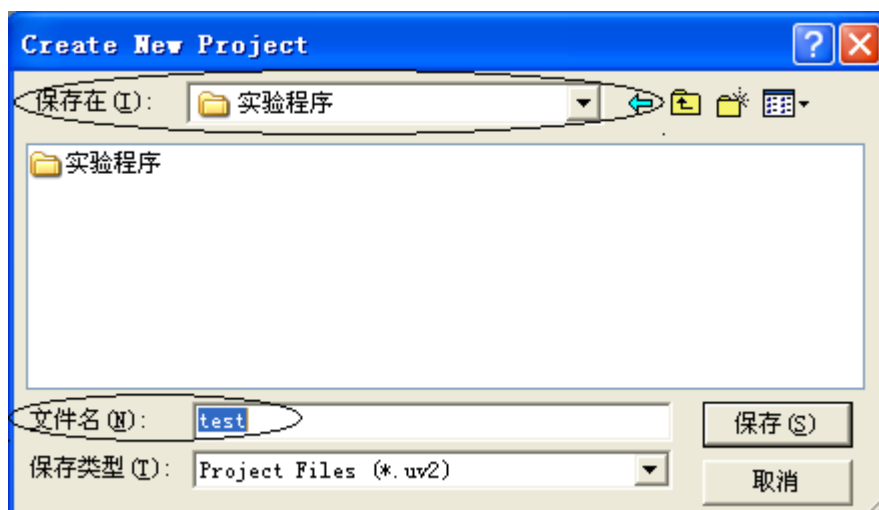 Create New Project
保存在(I): 实验程序
实验程序
文件名(N): test
保存(S)
保存类型(T): Project Files (*.uv2)
取消